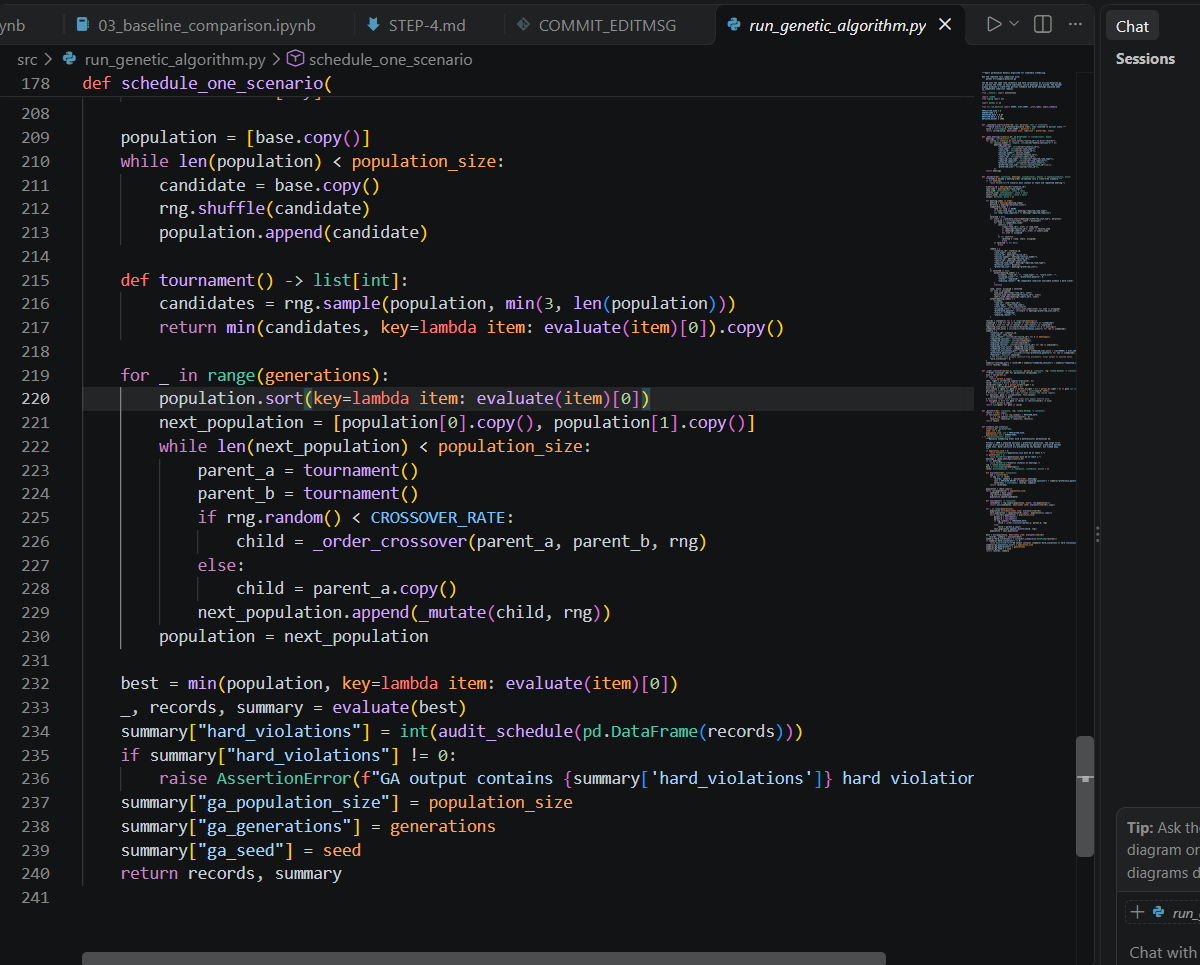 ynb 03_baseline_comparison.ipynb STEP-4.md COMMIT_EDITMSG run_genetic_algorithm.py
Chat
src > run_genetic_algorithm.py > schedule_one_scenario
Sessions
178 def schedule_one_scenario(
208
209 population = [base.copy()]
210 while len(population) < population_size:
211 candidate = base.copy()
212 rng.shuffle(candidate)
213 population.append(candidate)
214
215 def tournament() -> list[int]:
216 candidates = rng.sample(population, min(3, len(population)))
217 return min(candidates, key=lambda item: evaluate(item)[0]).copy()
218
219 for _ in range(generations):
220 population.sort(key=lambda item: evaluate(item)[0])
221 next_population = [population[0].copy(), population[1].copy()]
222 while len(next_population) < population_size:
223 parent_a = tournament()
224 parent_b = tournament()
225 if rng.random() < CROSSOVER_RATE:
226 child = _order_crossover(parent_a, parent_b, rng)
227 else:
228 child = parent_a.copy()
229 next_population.append(_mutate(child, rng))
230 population = next_population
231
232 best = min(population, key=lambda item: evaluate(item)[0])
233 _, records, summary = evaluate(best)
234 summary["hard_violations"] = int(audit_schedule(pd.DataFrame(records)))
235 if summary["hard_violations"] != 0:
236 raise AssertionError(f"GA output contains {summary['hard_violations']} hard violation
237 summary["ga_population_size"] = population_size
238 summary["ga_generations"] = generations
239 summary["ga_seed"] = seed
240 return records, summary
241
Tip: Ask the
diagram or
diagrams d
run_
Chat with